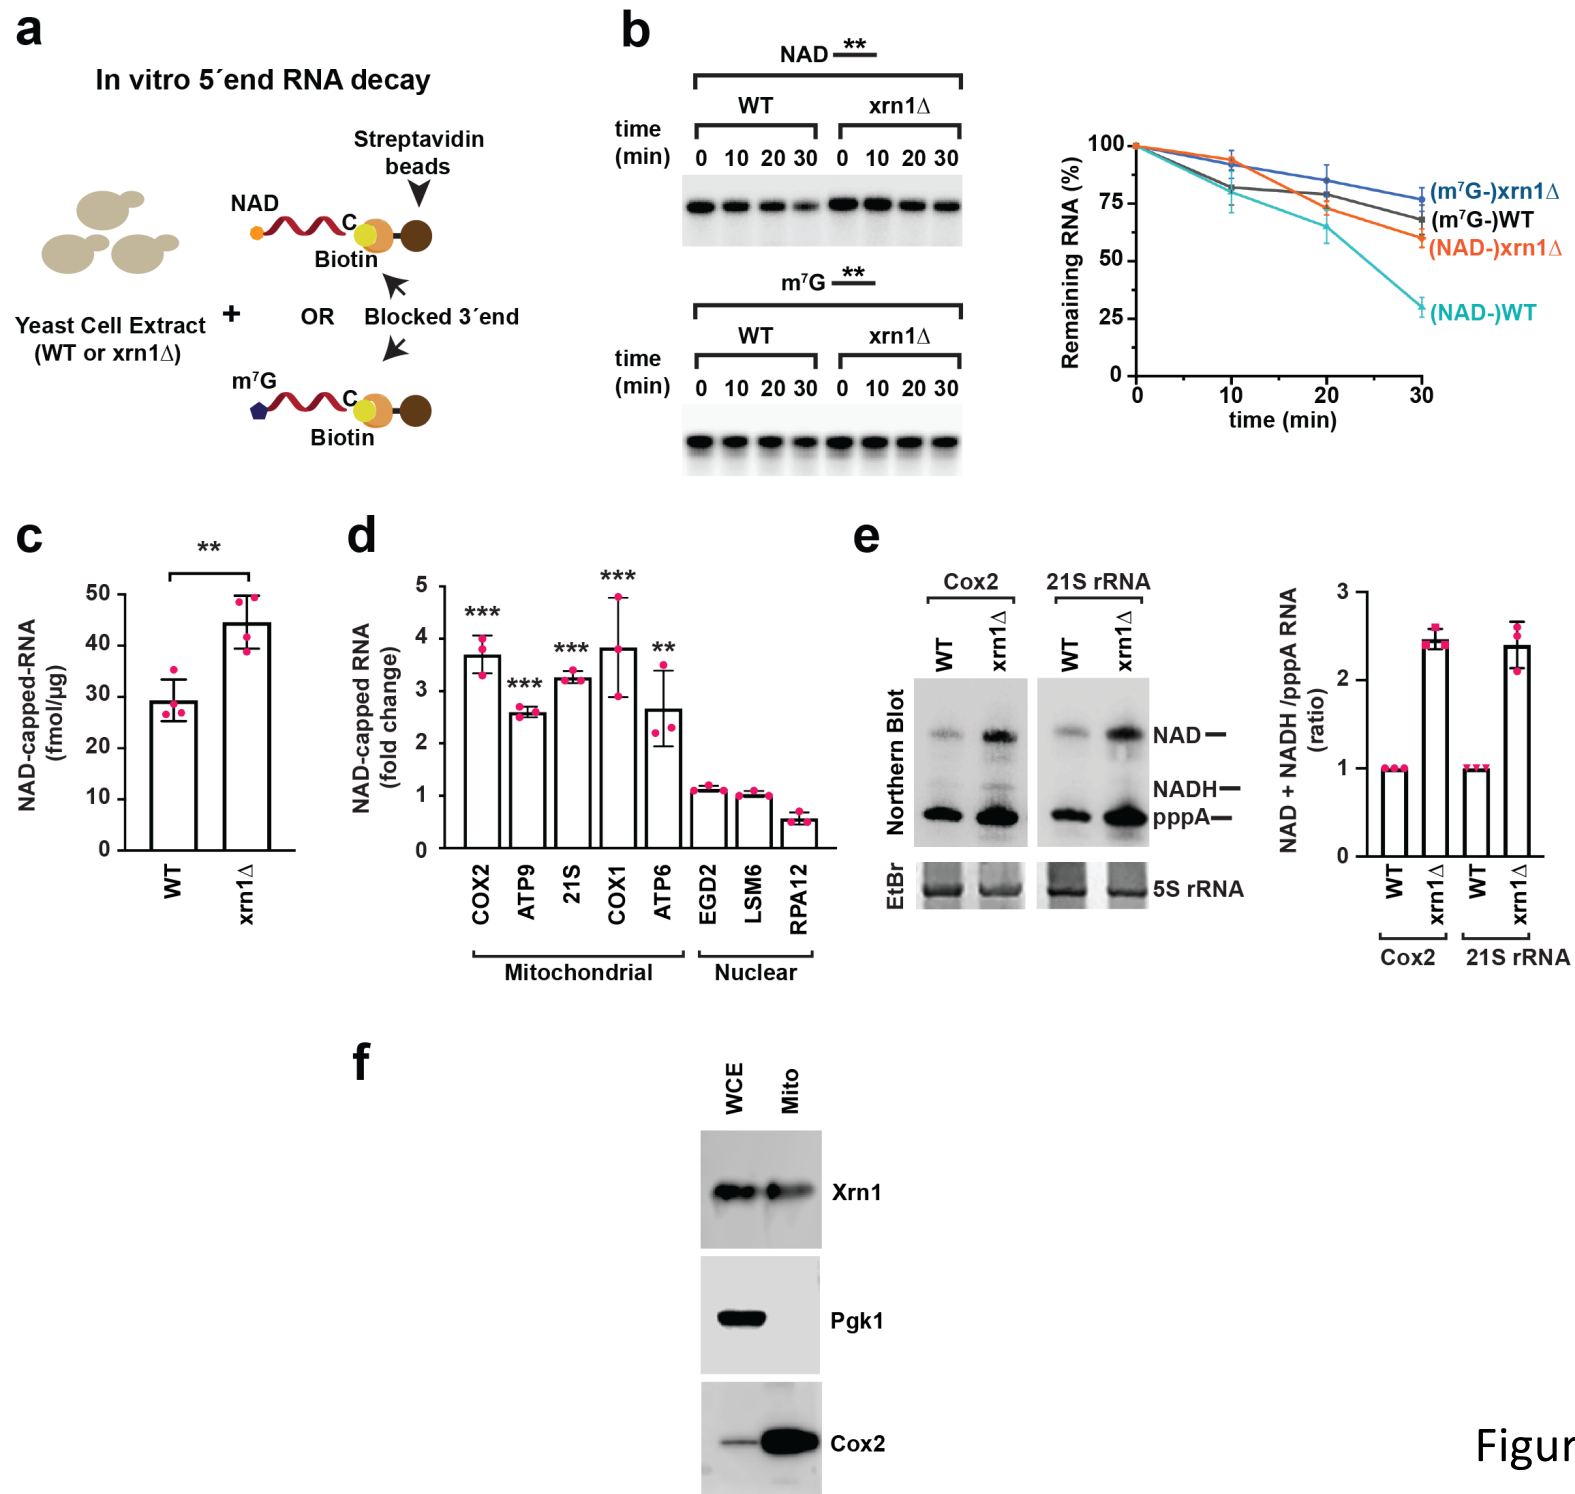 a
In vitro 5´end RNA decay
Streptavidin
beads
NAD
C
Biotin
Yeast Cell Extract
(WT or xrn1Δ)
+
OR
Blocked 3´end
m⁷G
C
Biotin
b
NAD **
WT xrn1Δ
time
(min) 0 10 20 30 0 10 20 30
m⁷G **
WT xrn1Δ
time
(min) 0 10 20 30 0 10 20 30
Remaining RNA (%)
100
75
50
25
0
0 10 20 30
time (min)
(m⁷G-)xrn1Δ
(m⁷G-)WT
(NAD-)xrn1Δ
(NAD-)WT
c
**
NAD-capped-RNA
(fmol/µg)
50
40
30
20
10
0
WT xrn1Δ
d
NAD-capped RNA
(fold change)
5
4
3
2
1
0
*** *** *** *** **
COX2 ATP9 21S COX1 ATP6 EGD2 LSM6 RPA12
Mitochondrial Nuclear
e
Cox2 21S rRNA
WT xrn1Δ WT xrn1Δ
Northern Blot
NAD
NADH
pppA
EtBr
5S rRNA
NAD + NADH /pppA RNA
(ratio)
3
2
1
0
WT xrn1Δ WT xrn1Δ
Cox2 21S rRNA
f
WCE Mito
Xrn1
Pgk1
Cox2
Figur